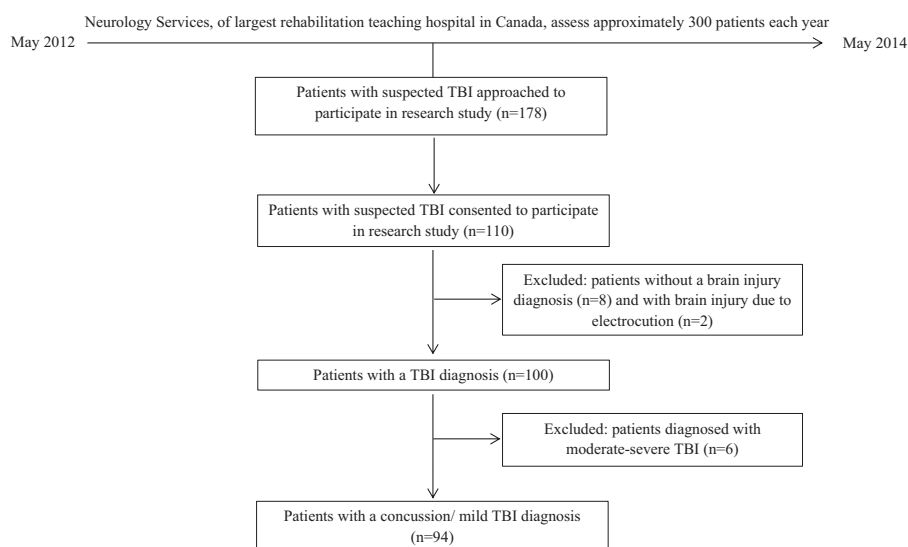 Neurology Services, of largest rehabilitation teaching hospital in Canada, assess approximately 300 patients each year
May 2012
May 2014
Patients with suspected TBI approached to
participate in research study (n=178)
Patients with suspected TBI consented to participate
in research study (n=110)
Excluded: patients without a brain injury
diagnosis (n=8) and with brain injury due to
electrocution (n=2)
Patients with a TBI diagnosis (n=100)
Excluded: patients diagnosed with
moderate-severe TBI (n=6)
Patients with a concussion/ mild TBI diagnosis
(n=94)